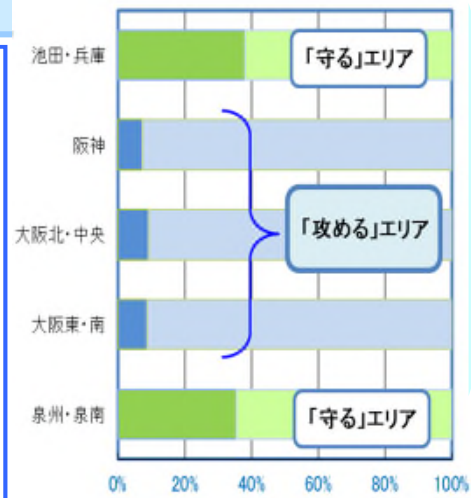 池田・兵庫
「守る」エリア
阪神
大阪北・中央
「攻める」エリア
大阪東・南
泉州・泉南
「守る」エリア
0% 20% 40% 60% 80% 100%